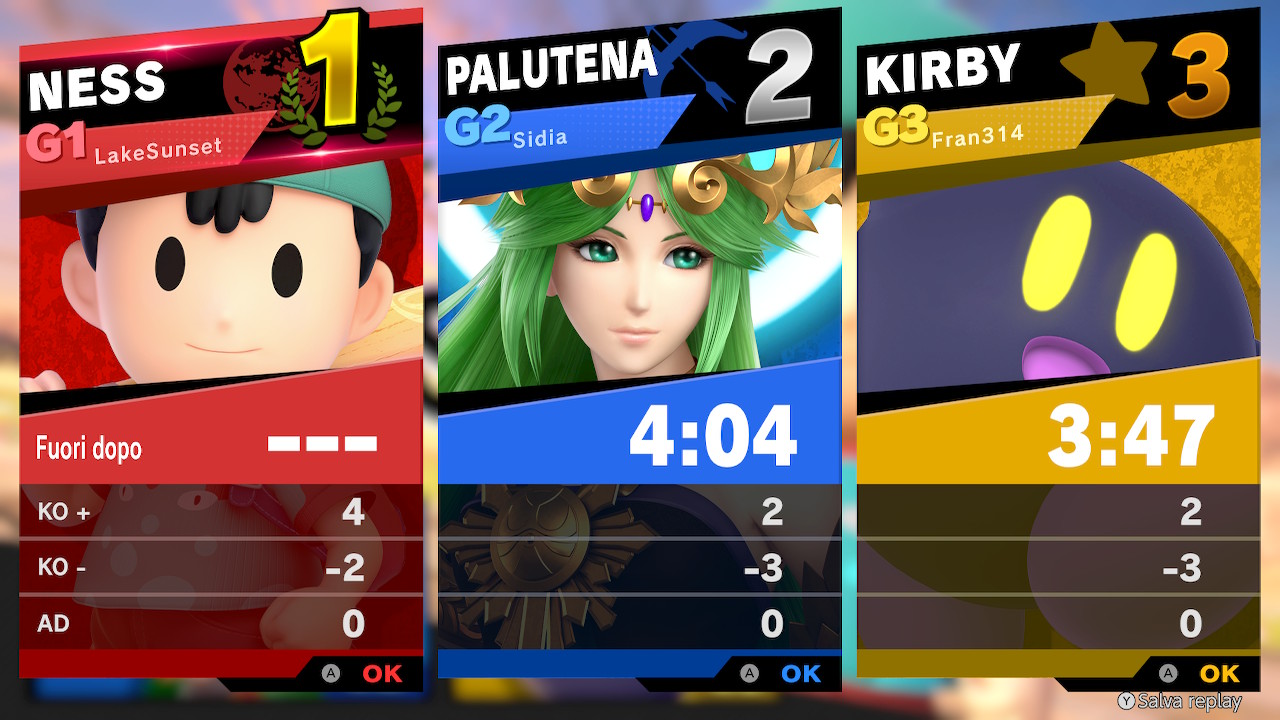 NESS 1
G1 LakeSunset
Fuori dopo ---
KO + 4
KO - -2
AD 0
A OK
PALUTENA 2
G2 Sidia
4:04
2
-3
0
A OK
KIRBY 3
G3 Fran314
3:47
2
-3
0
A OK
Y Salva replay